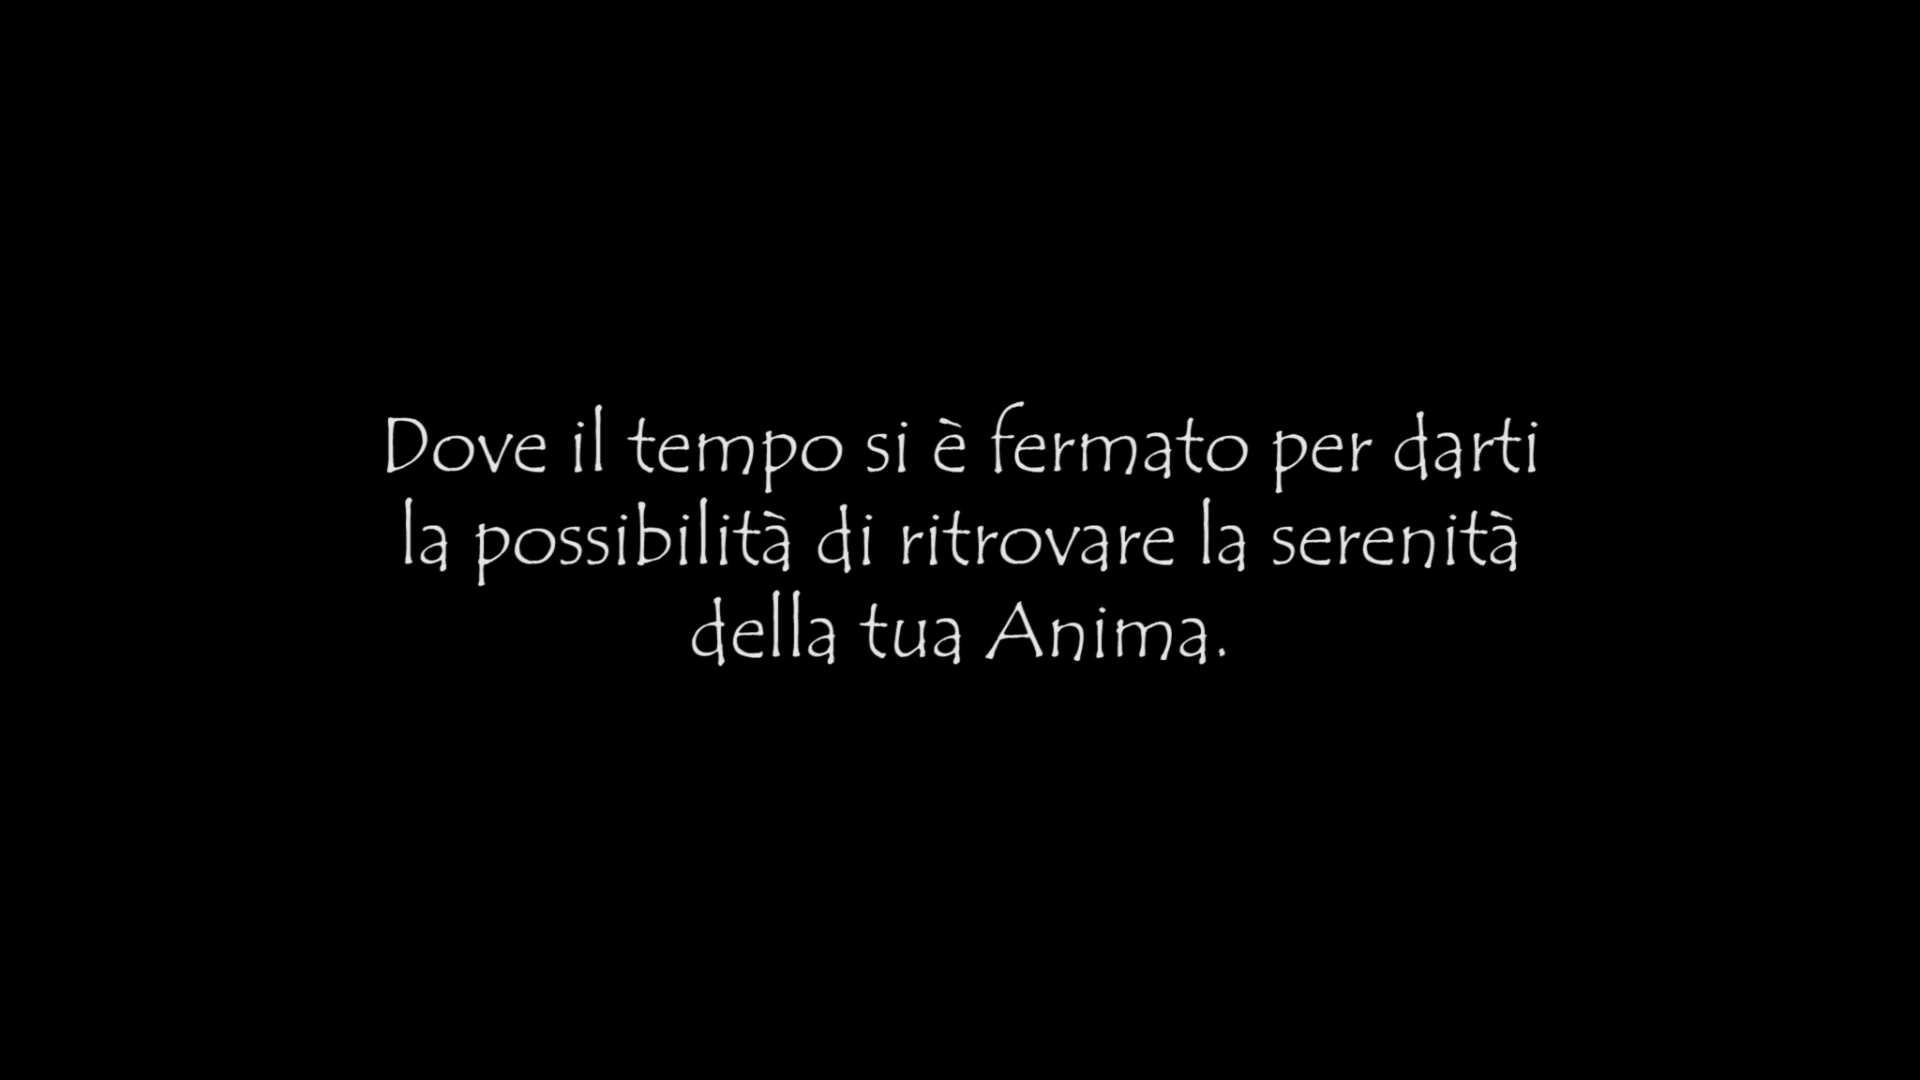 Dove il tempo si è fermato per darti
la possibilità di ritrovare la serenità
della tua Anima.